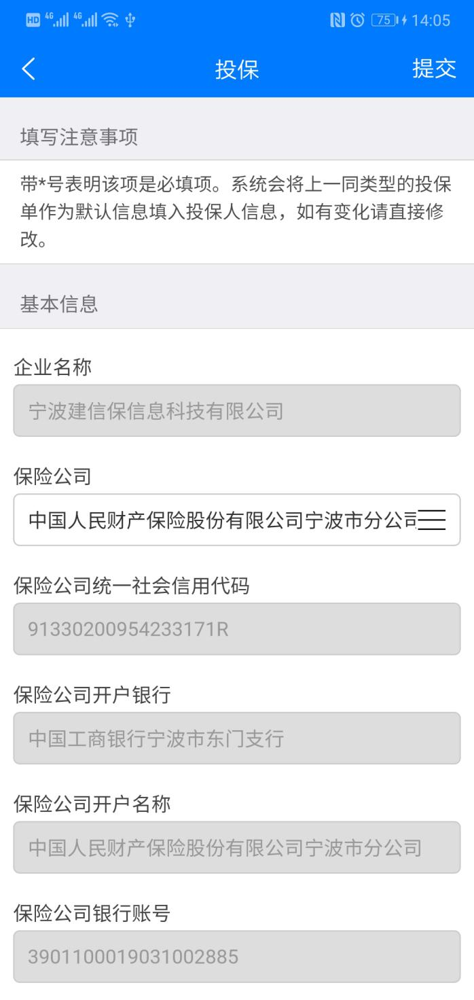 HD 4G 4G 75 14:05
投保 提交
填写注意事项
带*号表明该项是必填项。系统会将上一同类型的投保
单作为默认信息填入投保人信息，如有变化请直接修
改。
基本信息
企业名称
宁波建信保信息科技有限公司
保险公司
中国人民财产保险股份有限公司宁波市分公司
保险公司统一社会信用代码
91330200954233171R
保险公司开户银行
中国工商银行宁波市东门支行
保险公司开户名称
中国人民财产保险股份有限公司宁波市分公司
保险公司银行账号
3901100019031002885